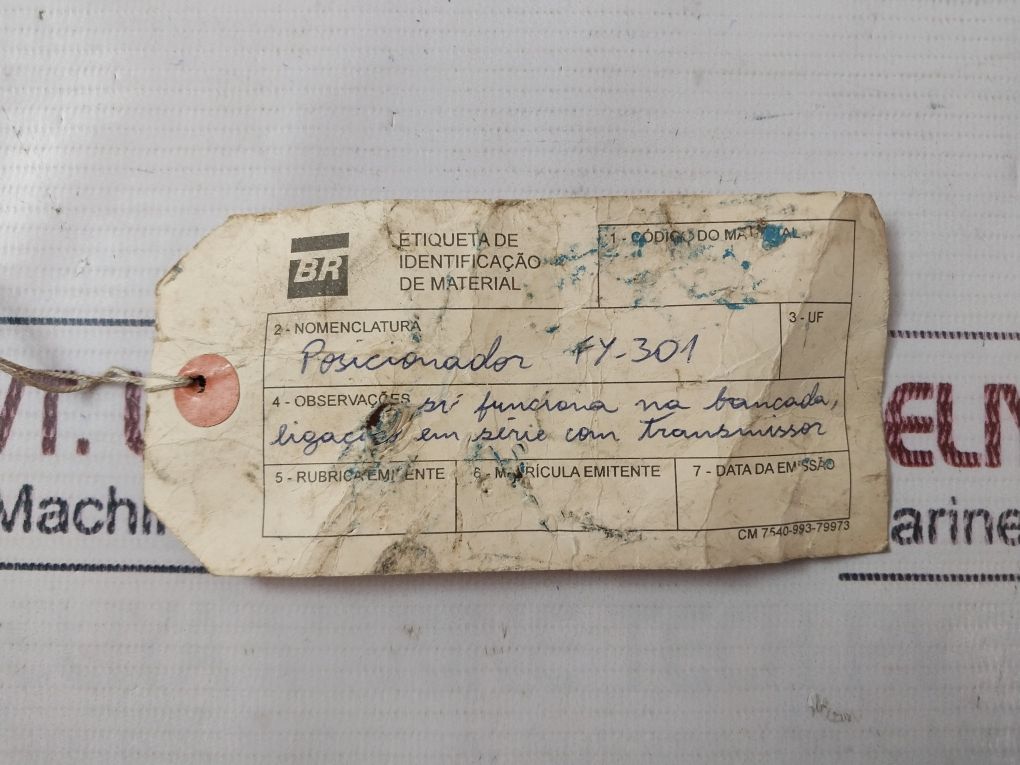 BR
ETIQUETA DE
IDENTIFICAÇÃO
DE MATERIAL
1 - CÓDIGO DO MATERIAL
2 - NOMENCLATURA
3 - UF
Posicionador FY-301
4 - OBSERVAÇÕES
só funciona na bancada,
ligações em série com transmissor
5 - RUBRICA EMITENTE
6 - MATRÍCULA EMITENTE
7 - DATA DA EMISSÃO
CM 7540-993-79973